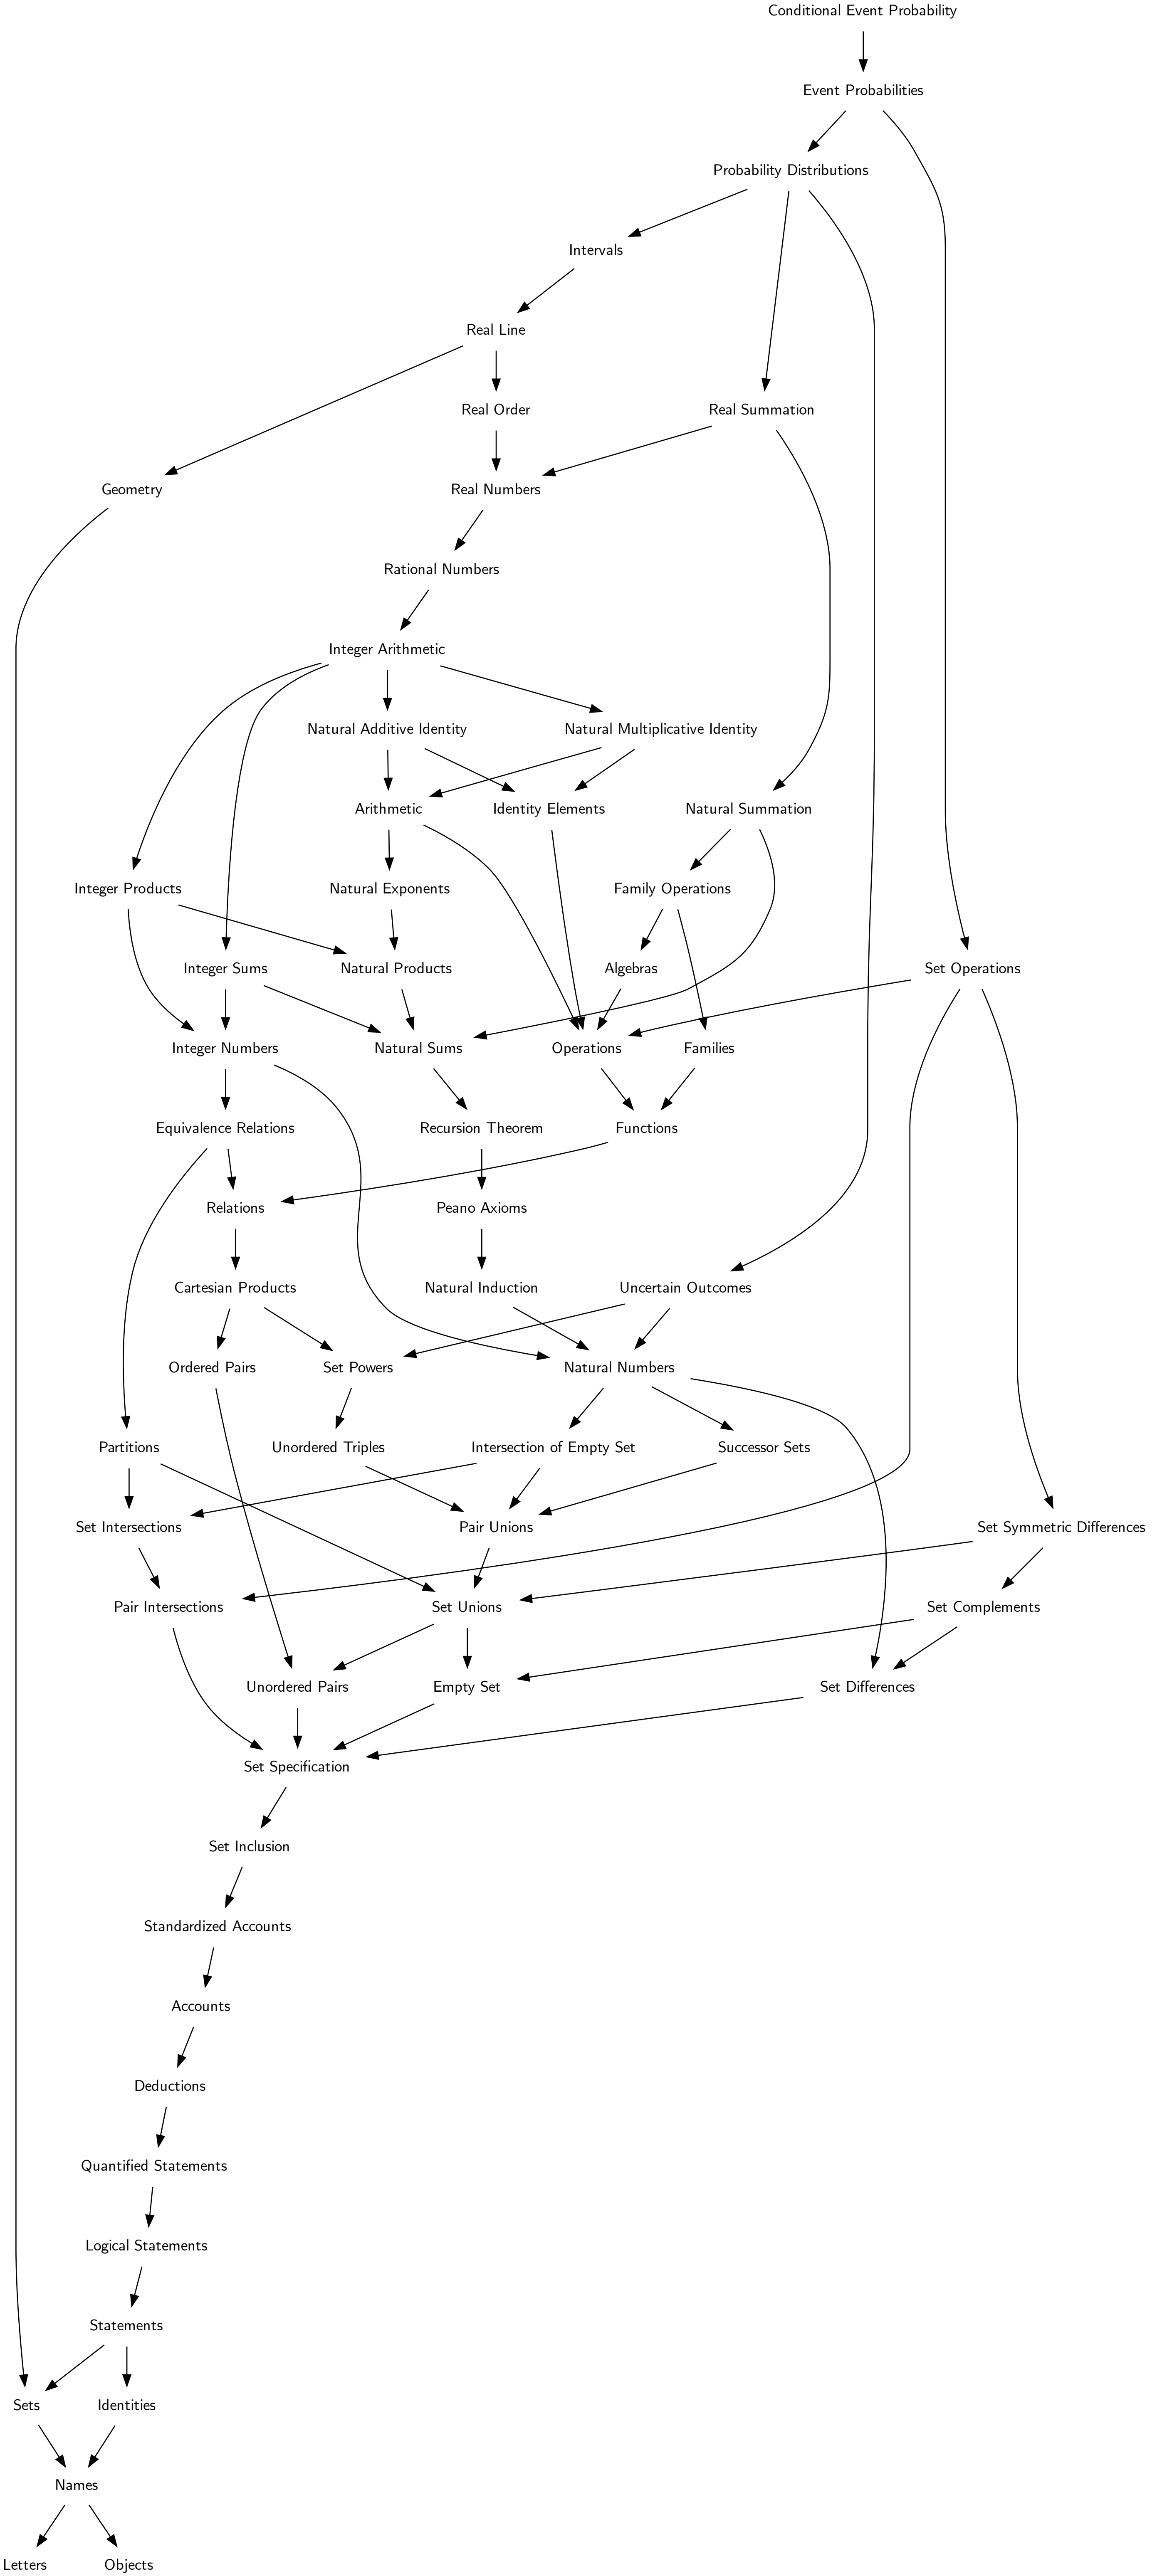 Conditional Event Probability
Event Probabilities
Probability Distributions
Intervals
Real Line
Real Order
Real Summation
Geometry
Real Numbers
Rational Numbers
Integer Arithmetic
Natural Additive Identity
Natural Multiplicative Identity
Arithmetic
Identity Elements
Natural Summation
Integer Products
Natural Exponents
Family Operations
Integer Sums
Natural Products
Algebras
Set Operations
Integer Numbers
Natural Sums
Operations
Families
Equivalence Relations
Recursion Theorem
Functions
Relations
Peano Axioms
Cartesian Products
Natural Induction
Uncertain Outcomes
Ordered Pairs
Set Powers
Natural Numbers
Partitions
Unordered Triples
Intersection of Empty Set
Successor Sets
Set Intersections
Pair Unions
Set Symmetric Differences
Pair Intersections
Set Unions
Set Complements
Unordered Pairs
Empty Set
Set Differences
Set Specification
Set Inclusion
Standardized Accounts
Accounts
Deductions
Quantified Statements
Logical Statements
Statements
Sets
Identities
Names
Letters
Objects